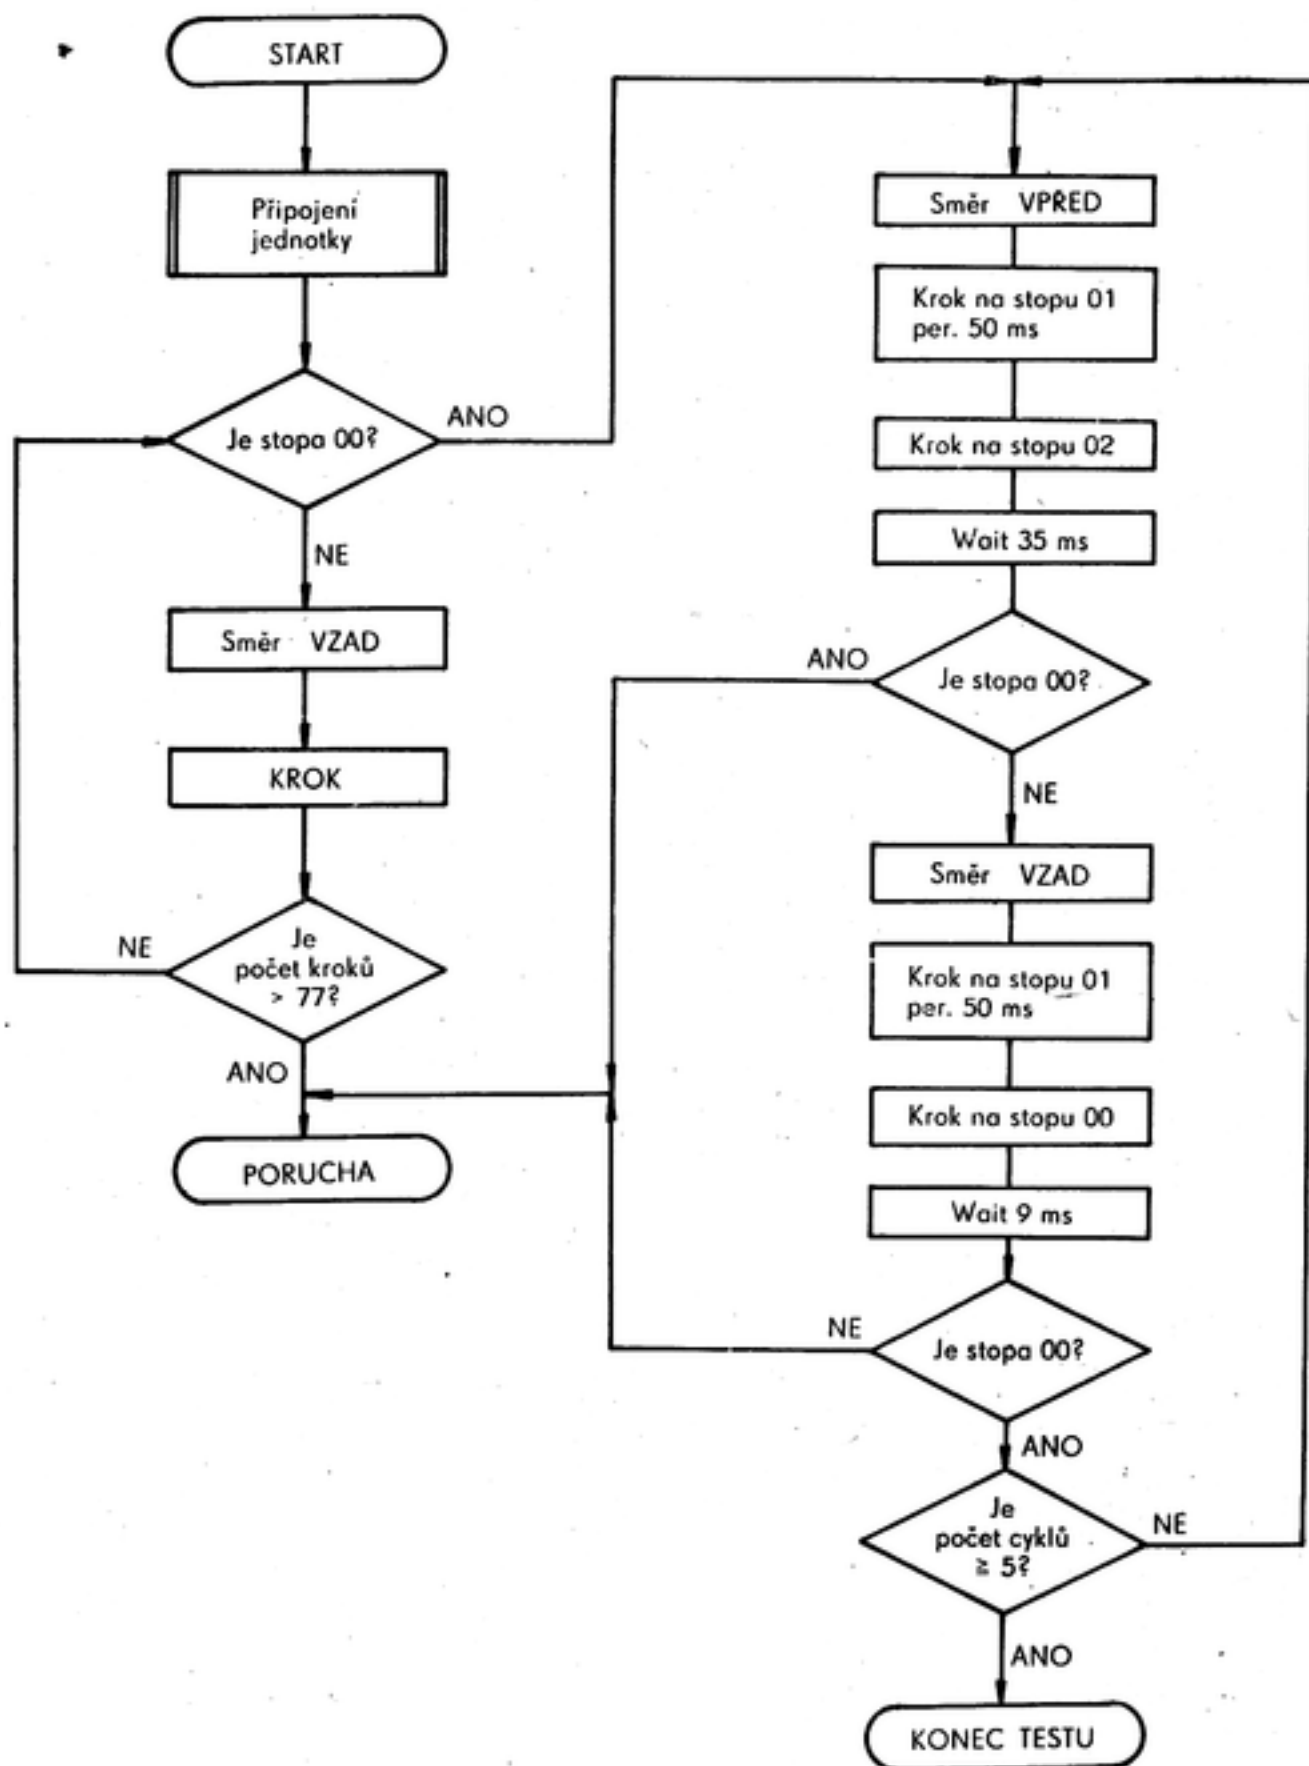 START
Připojení
jednotky
Je stopa 00?
ANO
NE
Směr VZAD
KROK
Je
počet kroků
> 77?
NE
ANO
PORUCHA
Směr VPŘED
Krok na stopu 01
per. 50 ms
Krok na stopu 02
Wait 35 ms
Je stopa 00?
ANO
NE
Směr VZAD
Krok na stopu 01
per. 50 ms
Krok na stopu 00
Wait 9 ms
Je stopa 00?
NE
ANO
Je
počet cyklů
≧ 5?
NE
ANO
KONEC TESTU